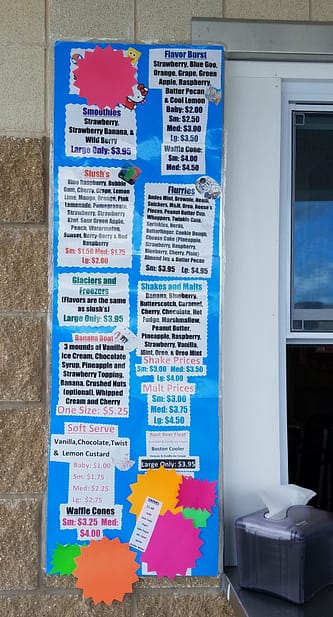 Smoothies
Strawberry,
Strawberry Banana, &
Wild Berry
Large Only: $3.95
Slush's
Blue Raspberry, Bubble
Gum, Cherry, Grape, Lemon
Lime, Mango, Orange, Pink
Lemonade, Pomegranate,
Strawberry, Strawberry
Kiwi, Sour Green Apple,
Peach, Watermelon,
Sunset, Berry-Berry & Red
Raspberry
Sm: $1.50 Med: $1.75
Lg: $2.00
Glaciers and
Freezers
(Flavors are the same
as slush's)
Large Only: $3.95
Banana Boat
3 mounds of Vanilla
Ice Cream, Chocolate
Syrup, Pineapple and
Strawberry Topping,
Banana, Crushed Nuts
(optional), Whipped
Cream and Cherry
One Size: $5.25
Soft Serve
Vanilla,Chocolate,Twist
& Lemon Custard
Baby: $1.00
Sm: $1.75
Med: $2.25
Lg: $2.75
Waffle Cones
Sm: $3.25 Med:
$4.00
Flavor Burst
Strawberry, Blue Goo,
Orange, Grape, Green
Apple, Raspberry,
Butter Pecan
& Cool Lemon
Baby: $2.00
Sm: $2.50
Med: $3.00
Lg: $3.50
Waffle Cone:
Sm: $4.00
Med: $4.50
Flurries
Andes Mint, Brownie, Heath,
Snickers, M&M, Oreo, Reese's
Pieces, Peanut Butter Cup,
Whoppers, Twinkie, Cake,
Sprinkles, Nerds,
Butterfinger, Cookie Dough,
Cheese Cake (Pineapple,
Strawberry, Raspberry,
Blueberry, Cherry, Plain)
Almond Joy & Butter Pecan
Sm: $3.95 Lg: $4.95
Shakes and Malts
Banana, Blueberry,
Butterscotch, Caramel,
Cherry, Chocolate, Hot
Fudge, Marshmallow,
Peanut Butter,
Pineapple, Raspberry,
Strawberry, Vanilla,
Mint, Oreo, & Oreo Mint
Shake Prices
Sm: $3.00 Med: $3.50
Lg: $4.00
Malt Prices
Sm: $3.00
Med: $3.75
Lg: $4.50
Root Beer Float
Boston Cooler
Large Only: $3.95